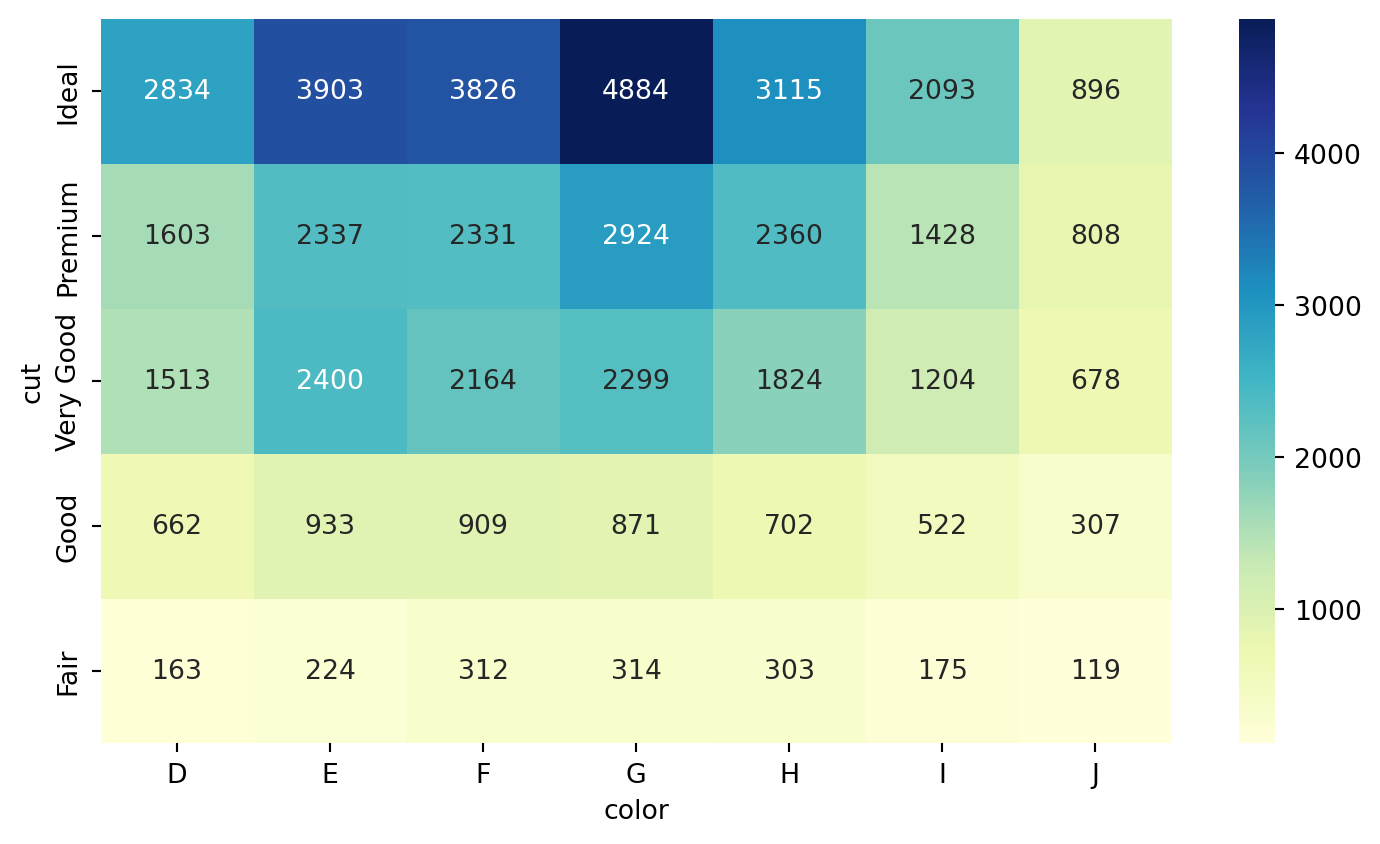 Ideal 2834 3903 3826 4884 3115 2093 896
4000
Premium 1603 2337 2331 2924 2360 1428 808
3000
cut
Very Good 1513 2400 2164 2299 1824 1204 678
2000
Good 662 933 909 871 702 522 307
1000
Fair 163 224 312 314 303 175 119
D E F G H I J
color